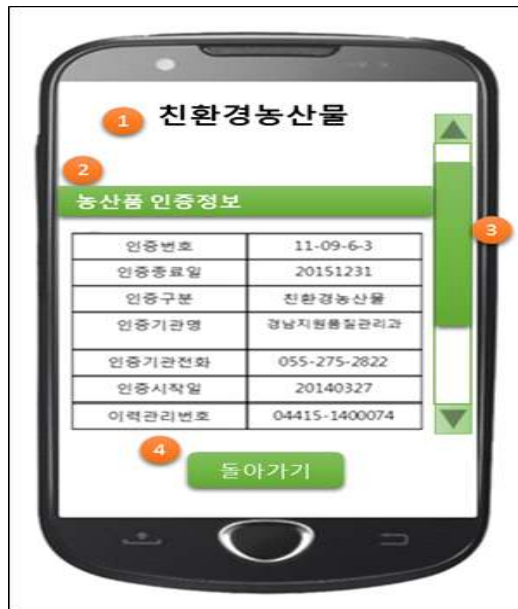 1 친환경농산물
2
농산품 인증정보
3
인증번호 11-09-6-3
인증종료일 20151231
인증구분 친환경농산물
인증기관명 경남지원품질관리과
인증기관전화 055-275-2822
인증시작일 20140327
이력관리번호 04415-1400074
4
돌아가기